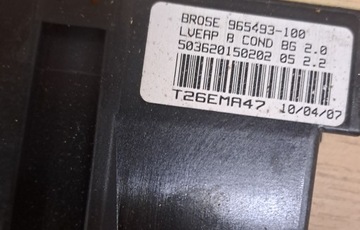 BROSE 965493-100
LVEAP B COND BG 2.0
503620150202 05 2.2
T26EMA47 10/04/07